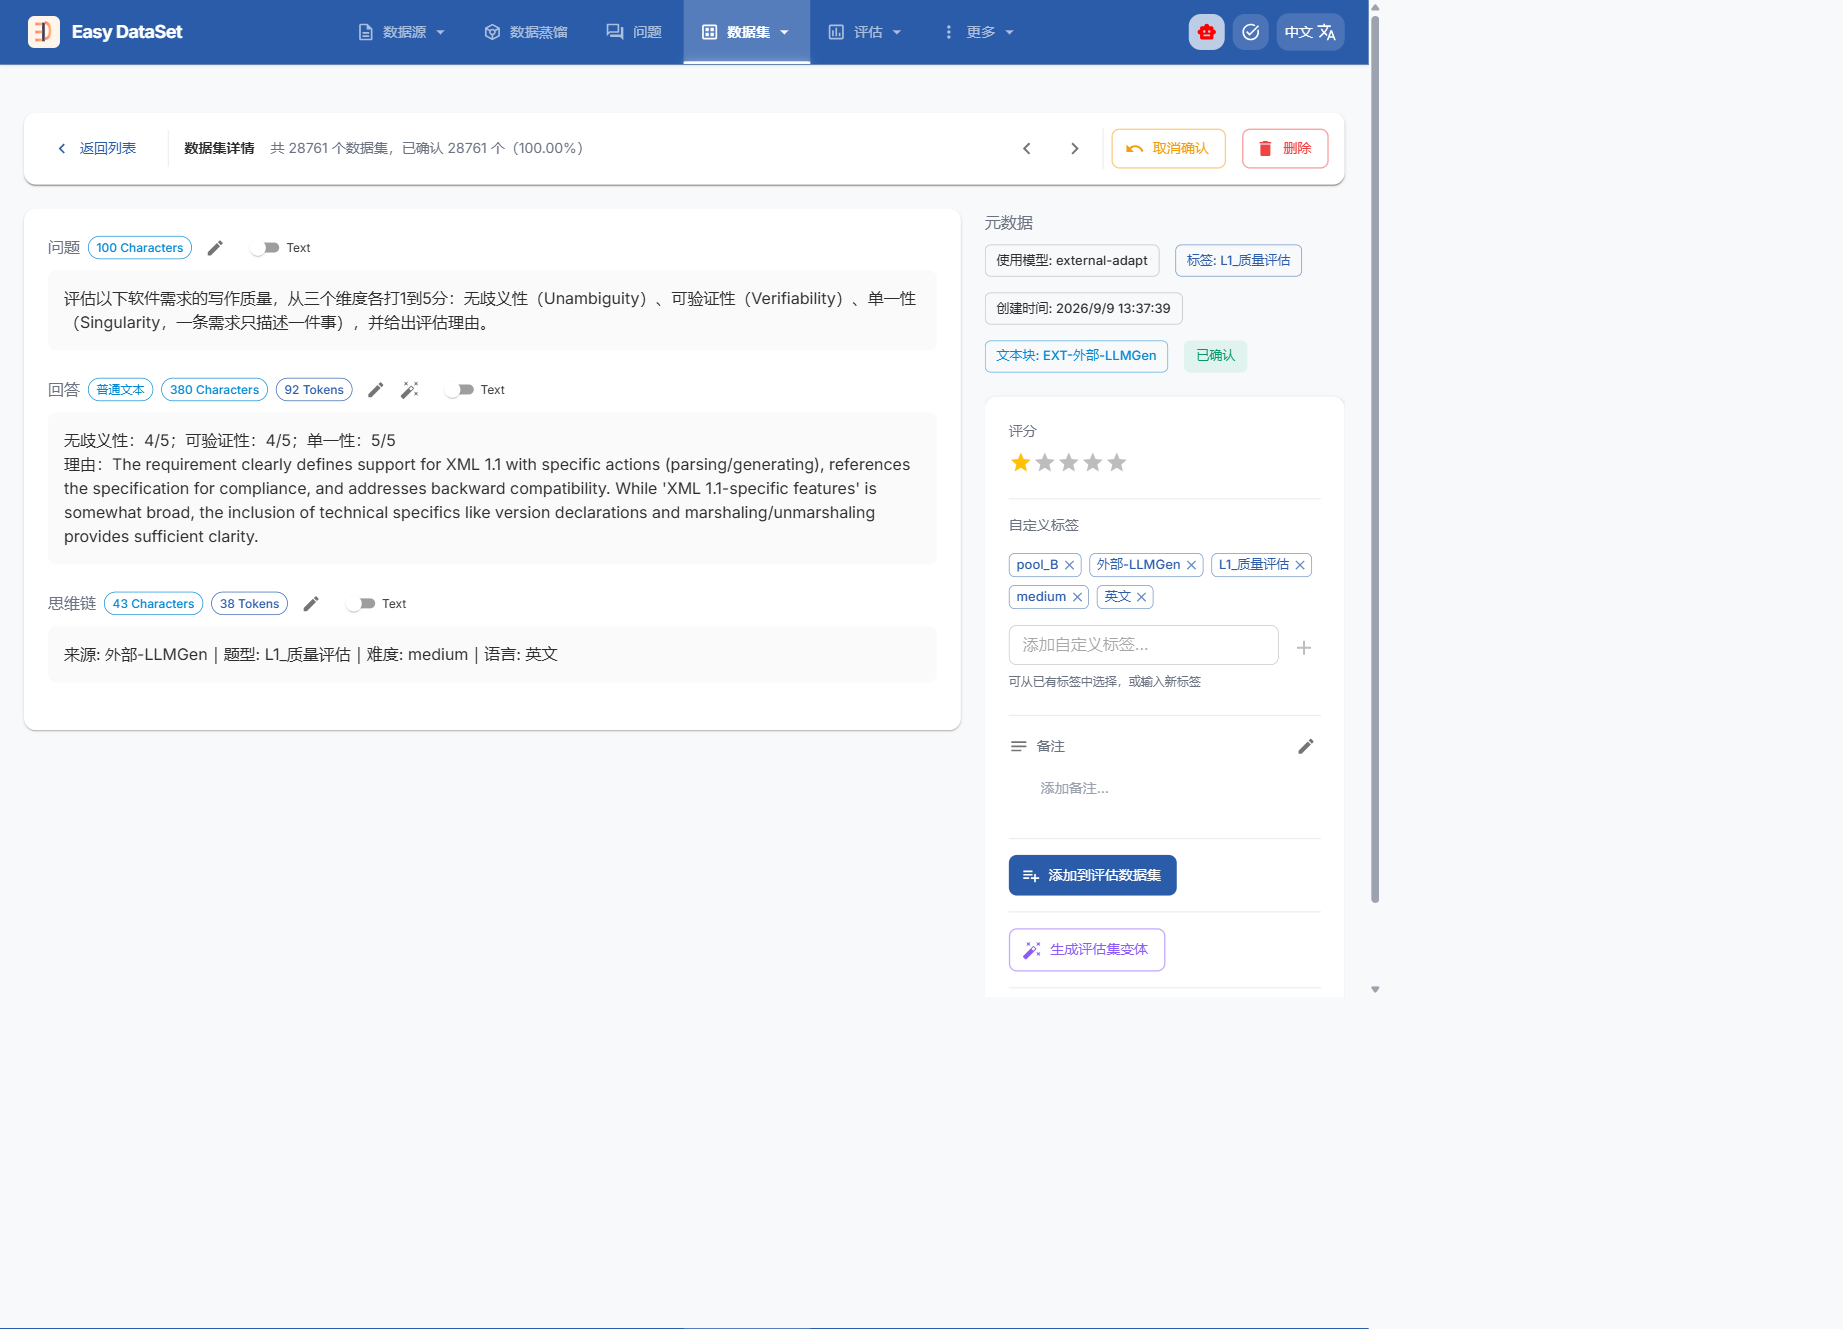 Easy DataSet
数据源
数据蒸馏
问题
数据集
评估
更多
中文
返回列表
数据集详情
共 28761 个数据集，已确认 28761 个（100.00%）
取消确认
删除
问题
100 Characters
Text
评估以下软件需求的写作质量，从三个维度各打1到5分：无歧义性（Unambiguity）、可验证性（Verifiability）、单一性
（Singularity，一条需求只描述一件事），并给出评估理由。
回答
普通文本
380 Characters
92 Tokens
Text
无歧义性：4/5；可验证性：4/5；单一性：5/5
理由：The requirement clearly defines support for XML 1.1 with specific actions (parsing/generating), references
the specification for compliance, and addresses backward compatibility. While 'XML 1.1-specific features' is
somewhat broad, the inclusion of technical specifics like version declarations and marshaling/unmarshaling
provides sufficient clarity.
思维链
43 Characters
38 Tokens
Text
来源: 外部-LLMGen | 题型: L1_质量评估 | 难度: medium | 语言: 英文
元数据
使用模型: external-adapt
标签: L1_质量评估
创建时间: 2026/9/9 13:37:39
文本块: EXT-外部-LLMGen
已确认
评分
自定义标签
pool_B
外部-LLMGen
L1_质量评估
medium
英文
添加自定义标签...
可从已有标签中选择，或输入新标签
备注
添加备注...
添加到评估数据集
生成评估集变体